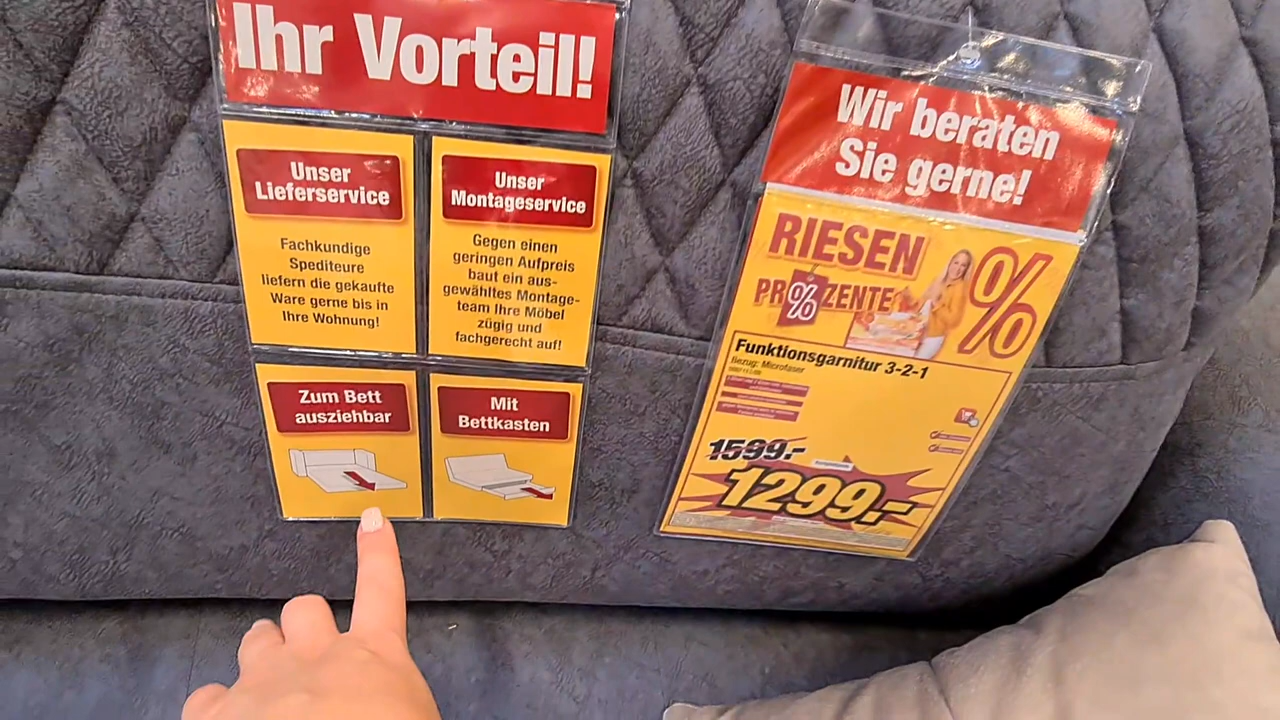 Ihr Vorteil!
Unser
Lieferservice
Fachkundige
Spediteure
liefern die gekaufte
Ware gerne bis in
Ihre Wohnung!
Unser
Montageservice
Gegen einen
geringen Aufpreis
baut ein aus-
gewähltes Montage-
team Ihre Möbel
zügig und
fachgerecht auf!
Zum Bett
ausziehbar
Mit
Bettkasten
Wir beraten
Sie gerne!
RIESEN
PR%ZENTE
%
Funktionsgarnitur 3-2-1
Bezug: Microfaser
1599.-
1299.-